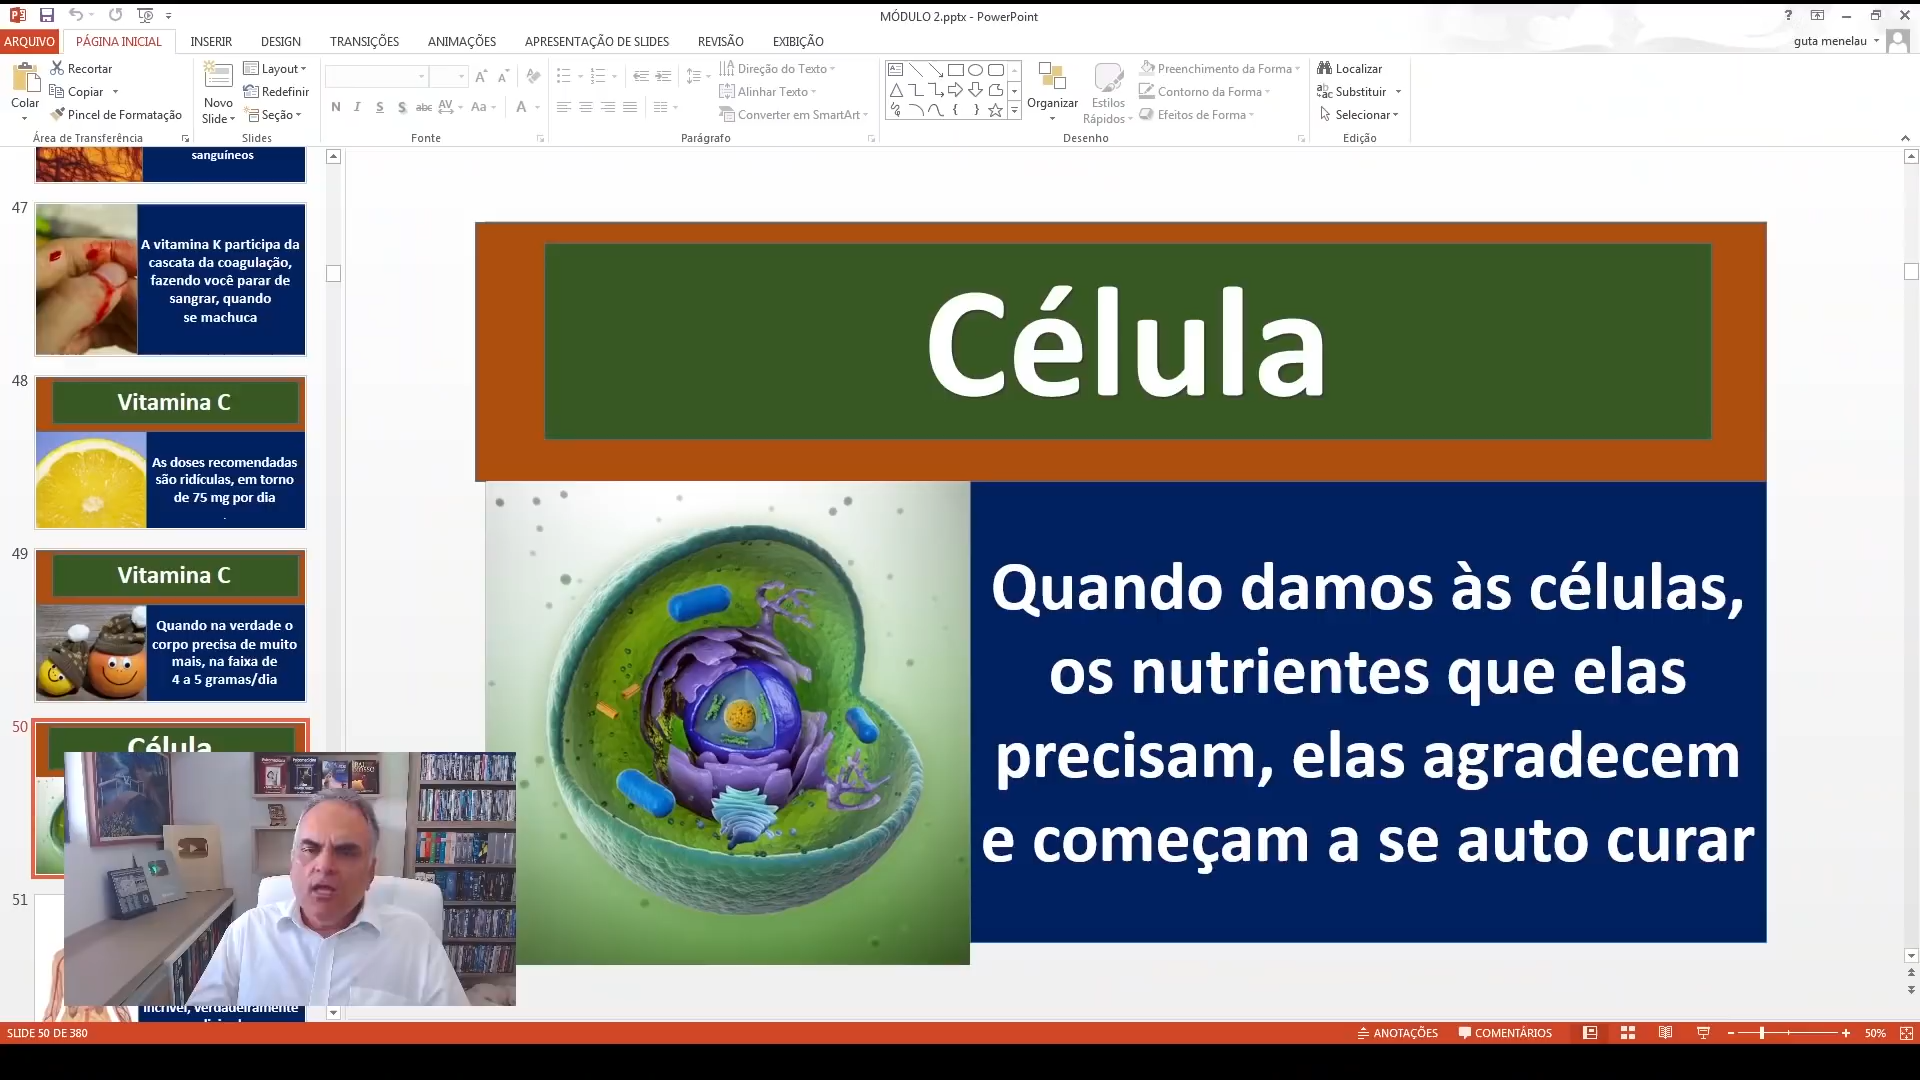 MÓDULO 2.pptx - PowerPoint
ARQUIVO PÁGINA INICIAL INSERIR DESIGN TRANSIÇÕES ANIMAÇÕES APRESENTAÇÃO DE SLIDES REVISÃO EXIBIÇÃO
guta menelau
Colar
Recortar
Copiar
Pincel de Formatação
Área de Transferência
Novo
Slide
Layout
Redefinir
Seção
Slides
N I S S abc AV Aa A
Fonte
Direção do Texto
Alinhar Texto
Converter em SmartArt
Parágrafo
Organizar
Estilos
Rápidos
Preenchimento da Forma
Contorno da Forma
Efeitos de Forma
Desenho
Localizar
Substituir
Selecionar
Edição
sanguíneos
47
A vitamina K participa da
cascata da coagulação,
fazendo você parar de
sangrar, quando
se machuca
48
Vitamina C
As doses recomendadas
são ridículas, em torno
de 75 mg por dia
.
49
Vitamina C
Quando na verdade o
corpo precisa de muito
mais, na faixa de
4 a 5 gramas/dia
50
Célula
51
incrível, verdadeiramente
Célula
Quando damos às células,
os nutrientes que elas
precisam, elas agradecem
e começam a se auto curar
SLIDE 50 DE 380
ANOTAÇÕES
COMENTÁRIOS
50%